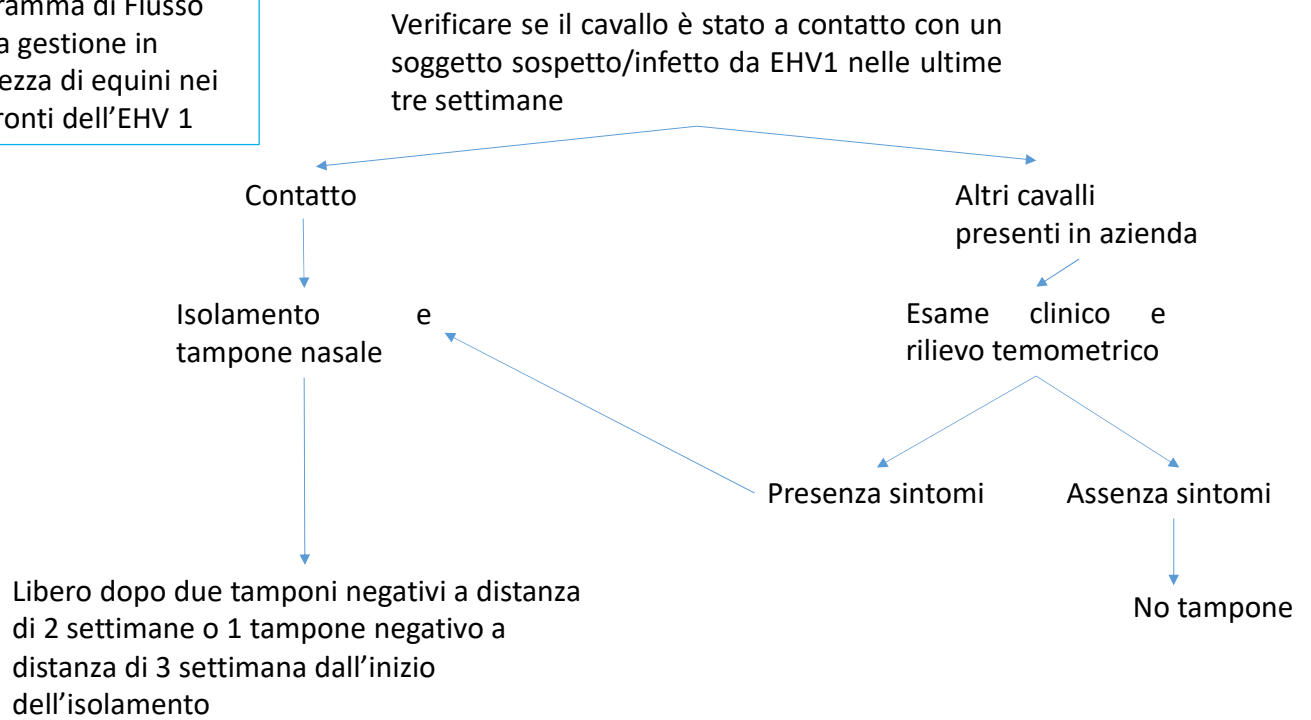 ramma di Flusso
a gestione in
ezza di equini nei
ronti dell'EHV 1
Verificare se il cavallo è stato a contatto con un
soggetto sospetto/infetto da EHV1 nelle ultime
tre settimane
Contatto
Altri cavalli
presenti in azienda
Isolamento e
tampone nasale
Esame clinico e
rilievo temometrico
Presenza sintomi
Assenza sintomi
Libero dopo due tamponi negativi a distanza
di 2 settimane o 1 tampone negativo a
distanza di 3 settimana dall'inizio
dell'isolamento
No tampone